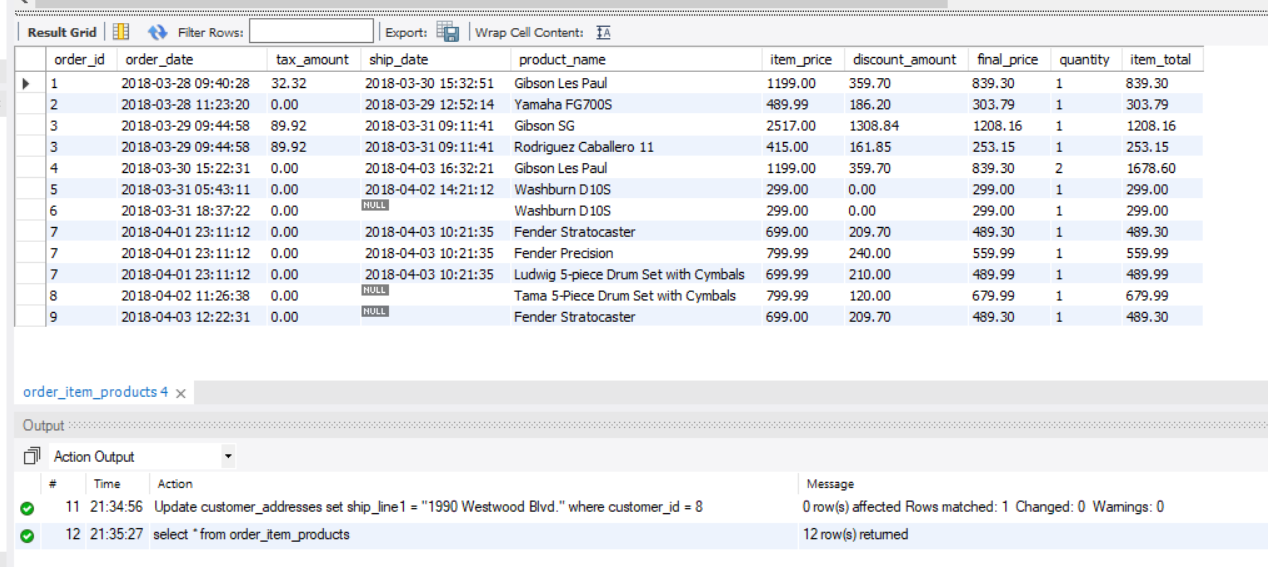 Result Grid Filter Rows: Export: Wrap Cell Content: IA
order_id order_date tax_amount ship_date product_name item_price discount_amount final_price quantity item_total
1 2018-03-28 09:40:28 32.32 2018-03-30 15:32:51 Gibson Les Paul 1199.00 359.70 839.30 1 839.30
2 2018-03-28 11:23:20 0.00 2018-03-29 12:52:14 Yamaha FG700S 489.99 186.20 303.79 1 303.79
3 2018-03-29 09:44:58 89.92 2018-03-31 09:11:41 Gibson SG 2517.00 1308.84 1208.16 1 1208.16
3 2018-03-29 09:44:58 89.92 2018-03-31 09:11:41 Rodriguez Caballero 11 415.00 161.85 253.15 1 253.15
4 2018-03-30 15:22:31 0.00 2018-04-03 16:32:21 Gibson Les Paul 1199.00 359.70 839.30 2 1678.60
5 2018-03-31 05:43:11 0.00 2018-04-02 14:21:12 Washburn D10S 299.00 0.00 299.00 1 299.00
6 2018-03-31 18:37:22 0.00 NULL Washburn D10S 299.00 0.00 299.00 1 299.00
7 2018-04-01 23:11:12 0.00 2018-04-03 10:21:35 Fender Stratocaster 699.00 209.70 489.30 1 489.30
7 2018-04-01 23:11:12 0.00 2018-04-03 10:21:35 Fender Precision 799.99 240.00 559.99 1 559.99
7 2018-04-01 23:11:12 0.00 2018-04-03 10:21:35 Ludwig 5-piece Drum Set with Cymbals 699.99 210.00 489.99 1 489.99
8 2018-04-02 11:26:38 0.00 NULL Tama 5-Piece Drum Set with Cymbals 799.99 120.00 679.99 1 679.99
9 2018-04-03 12:22:31 0.00 NULL Fender Stratocaster 699.00 209.70 489.30 1 489.30
order_item_products 4
Output
Action Output
# Time Action Message
11 21:34:56 Update customer_addresses set ship_line1 = "1990 Westwood Blvd." where customer_id = 8 0 row(s) affected Rows matched: 1 Changed: 0 Warnings: 0
12 21:35:27 select * from order_item_products 12 row(s) returned